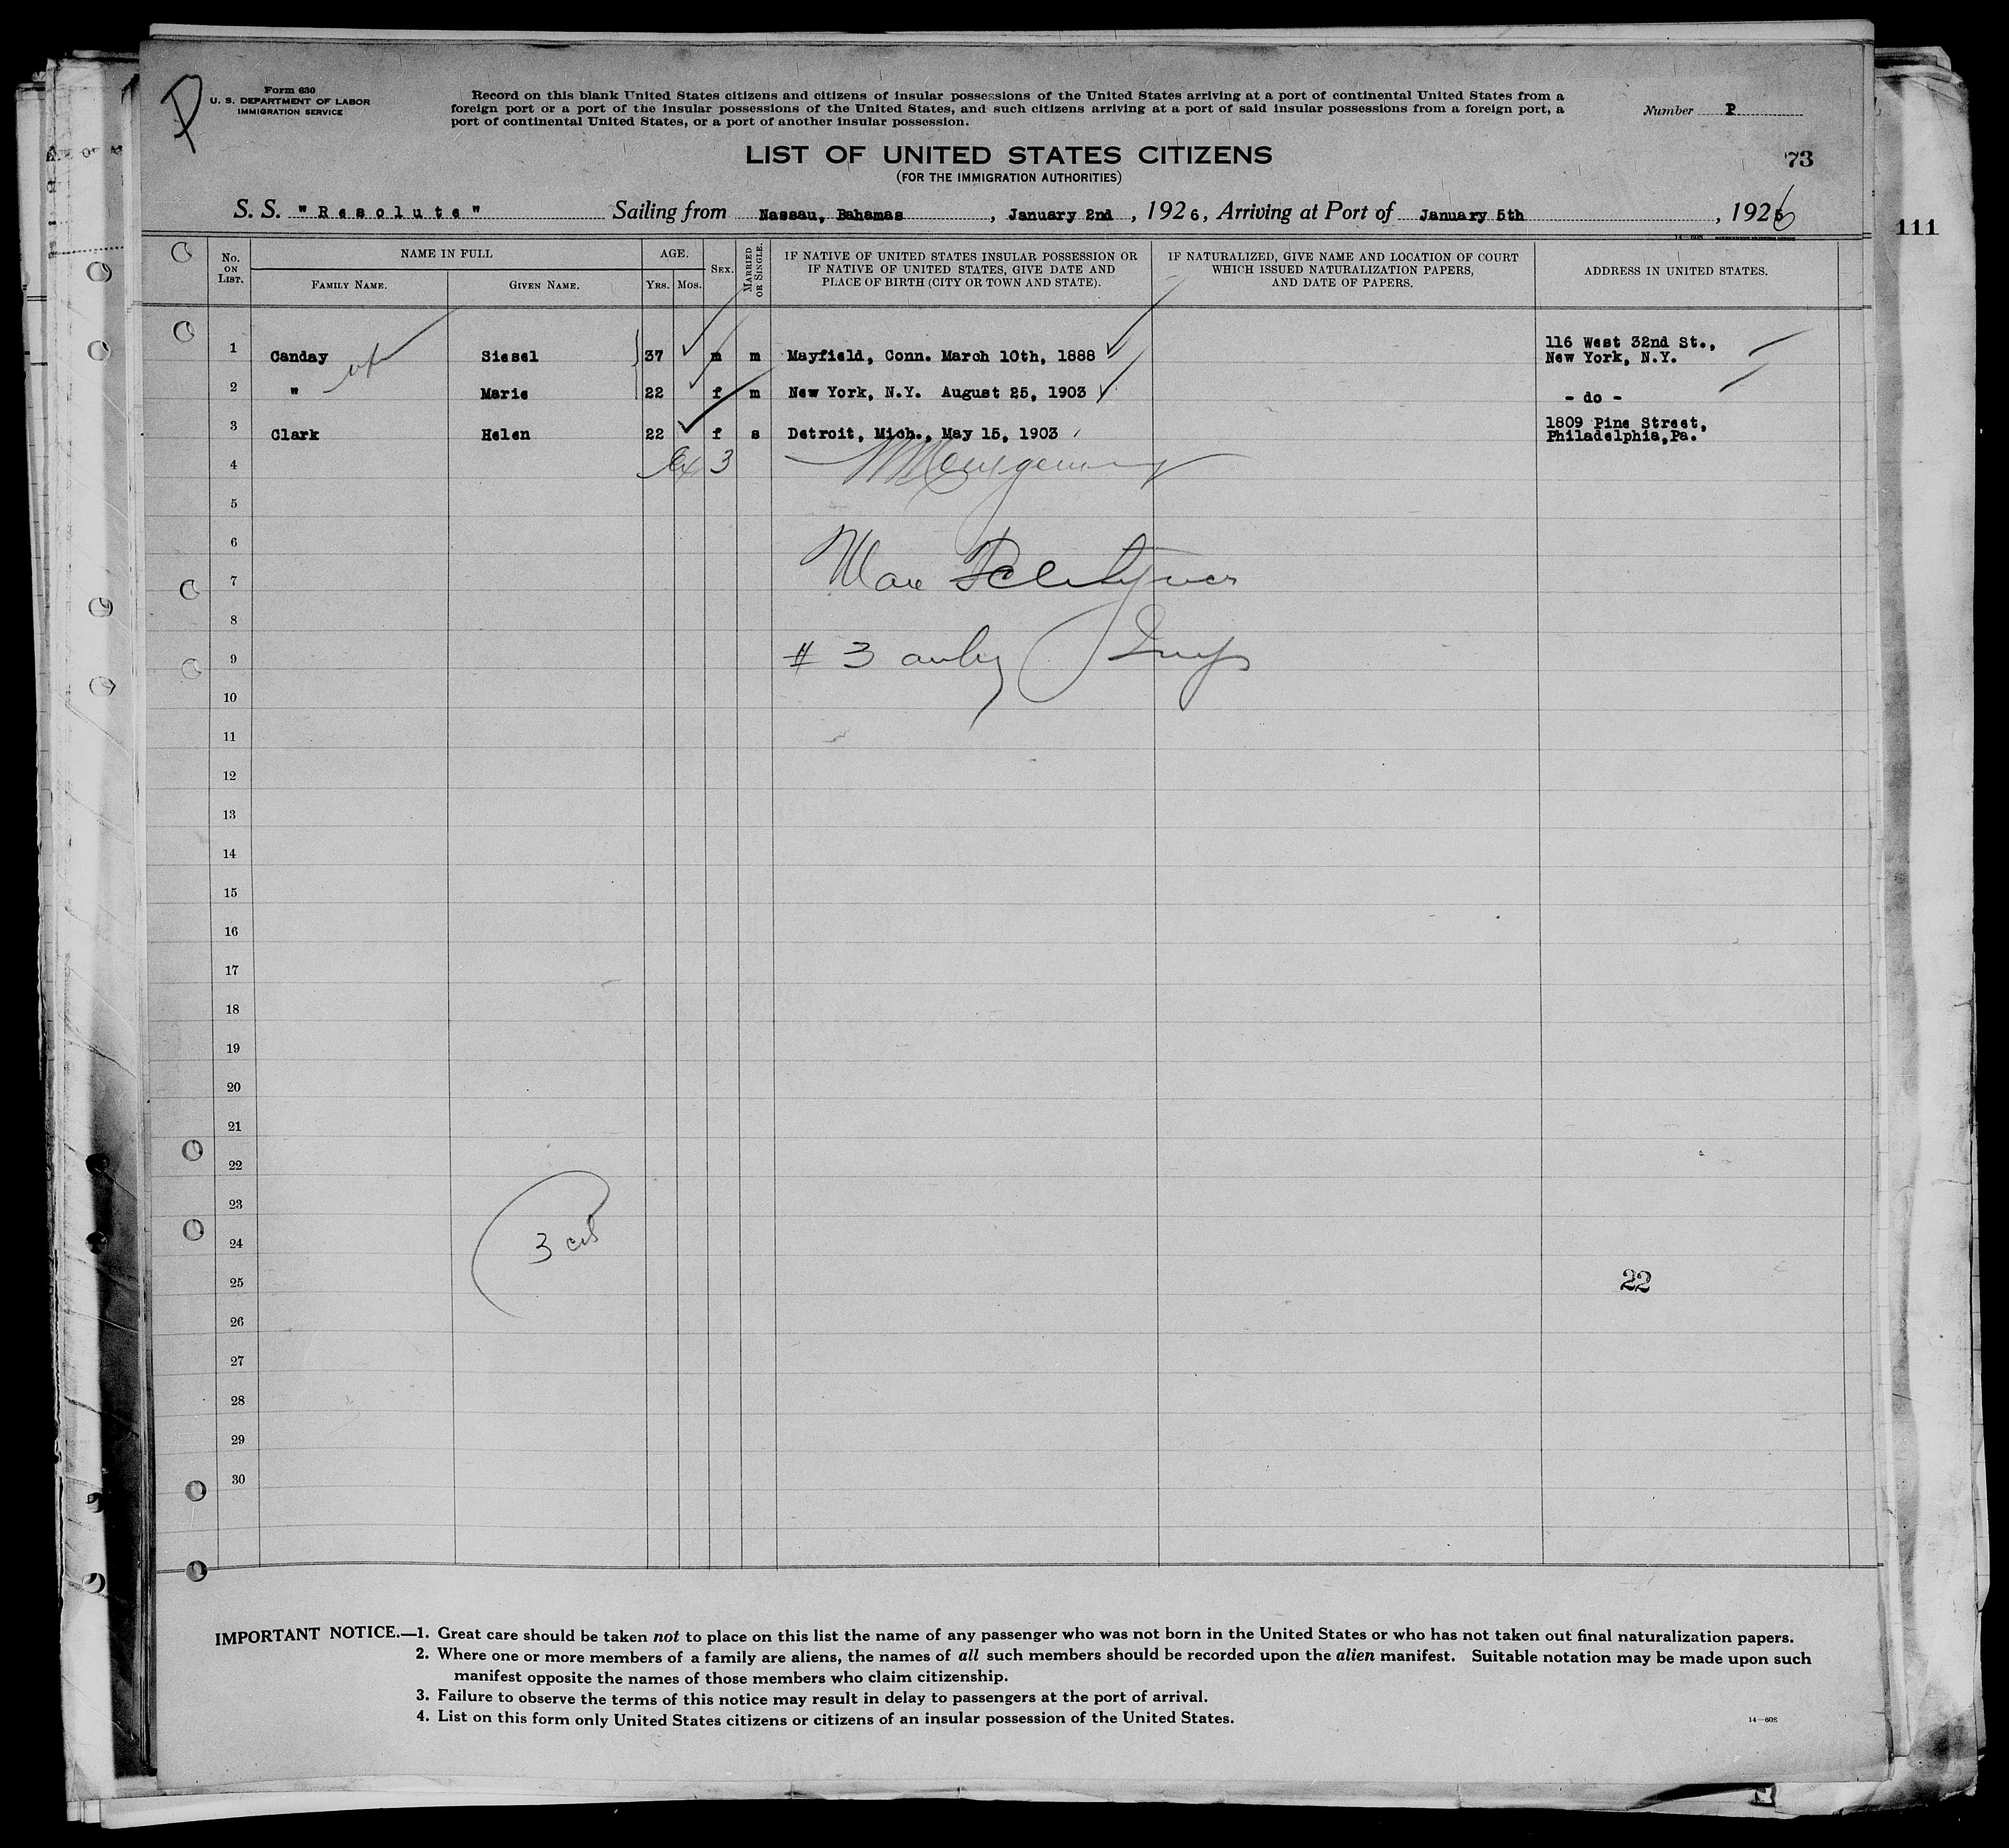 Form 630
U. S. DEPARTMENT OF LABOR
IMMIGRATION SERVICE
P
Record on this blank United States citizens and citizens of insular possessions of the United States arriving at a port of continental United States from a
foreign port or a port of the insular possessions of the United States, and such citizens arriving at a port of said insular possessions from a foreign port, a
port of continental United States, or a port of another insular possession.
Number P
LIST OF UNITED STATES CITIZENS
(FOR THE IMMIGRATION AUTHORITIES)
73
S. S. "Resolute" Sailing from Nassau, Bahamas, January 2nd, 1926, Arriving at Port of January 5th, 1926
111
No. ON LIST. NAME IN FULL FAMILY NAME. GIVEN NAME. AGE. YRS. MOS. SEX. MARRIED OR SINGLE. IF NATIVE OF UNITED STATES INSULAR POSSESSION OR IF NATIVE OF UNITED STATES, GIVE DATE AND PLACE OF BIRTH (CITY OR TOWN AND STATE). IF NATURALIZED, GIVE NAME AND LOCATION OF COURT WHICH ISSUED NATURALIZATION PAPERS, AND DATE OF PAPERS. ADDRESS IN UNITED STATES.
1 Canday Siesel 37 m m Mayfield, Conn. March 10th, 1888 116 West 32nd St., New York, N.Y.
2 " Marie 22 f m New York, N.Y. August 25, 1903 - do -
3 Clark Helen 22 f s Detroit, Mich., May 15, 1903 1809 Pine Street, Philadelphia, Pa.
4 3
5
6
7
8
9 # 3 only Insp
10
11
12
13
14
15
16
17
18
19
20
21
22
23
24 3
25 22
26
27
28
29
30
IMPORTANT NOTICE.—1. Great care should be taken not to place on this list the name of any passenger who was not born in the United States or who has not taken out final naturalization papers.
2. Where one or more members of a family are aliens, the names of all such members should be recorded upon the alien manifest. Suitable notation may be made upon such
manifest opposite the names of those members who claim citizenship.
3. Failure to observe the terms of this notice may result in delay to passengers at the port of arrival.
4. List on this form only United States citizens or citizens of an insular possession of the United States.
14—608